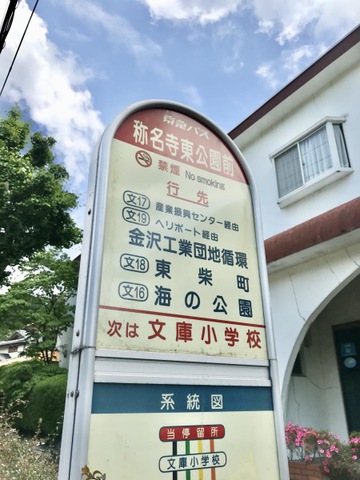 京急バス
称名寺東公園前
禁煙 No smoking
行先
文17 産業振興センター経由
文19 ヘリポート経由
金沢工業団地循環
文18 東柴町
文16 海の公園
次は 文庫小学校
系統図
当停留所
文庫小学校